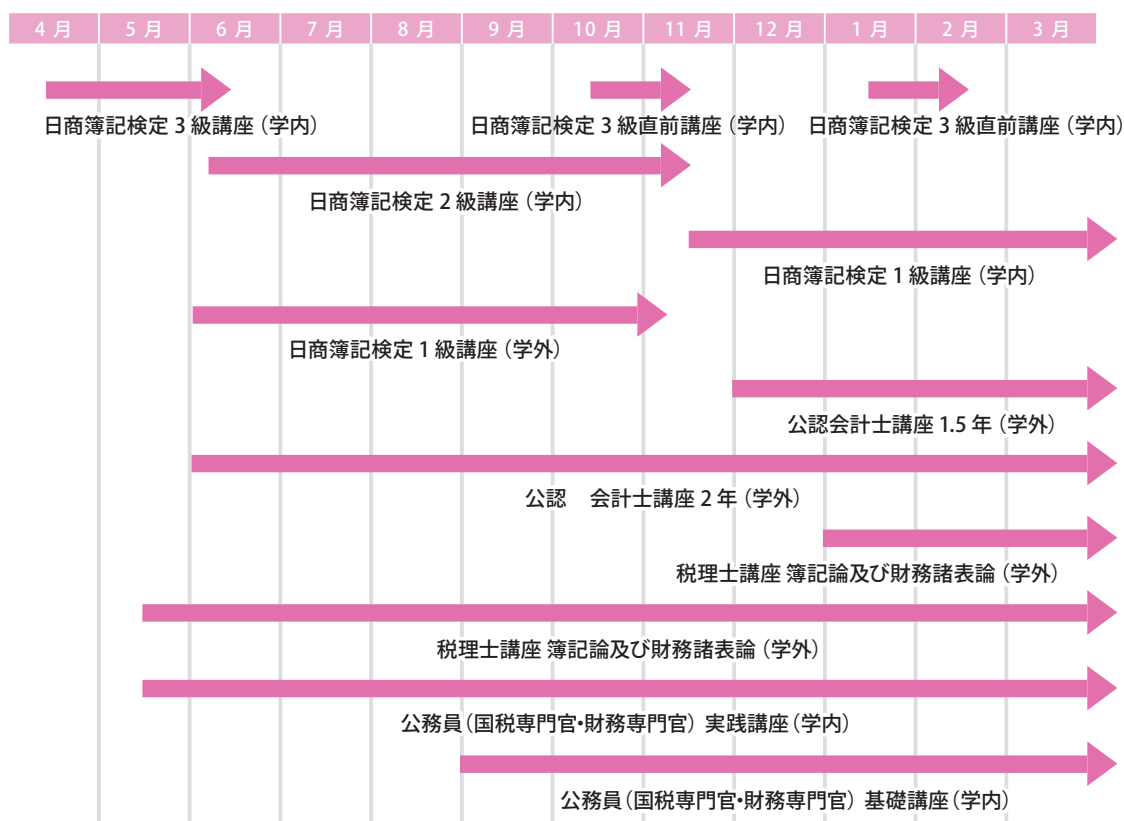 4 月 5 月 6 月 7 月 8 月 9 月 10 月 11 月 12 月 1 月 2 月 3 月
日商簿記検定 3 級講座（学内） 日商簿記検定 3 級直前講座（学内） 日商簿記検定 3 級直前講座（学内）
日商簿記検定 2 級講座（学内）
日商簿記検定 1 級講座（学内）
日商簿記検定 1 級講座（学外）
公認会計士講座 1.5 年（学外）
公認　会計士講座 2 年（学外）
税理士講座 簿記論及び財務諸表論（学外）
税理士講座 簿記論及び財務諸表論（学外）
公務員（国税専門官・財務専門官） 実践講座（学内）
公務員（国税専門官・財務専門官） 基礎講座（学内）